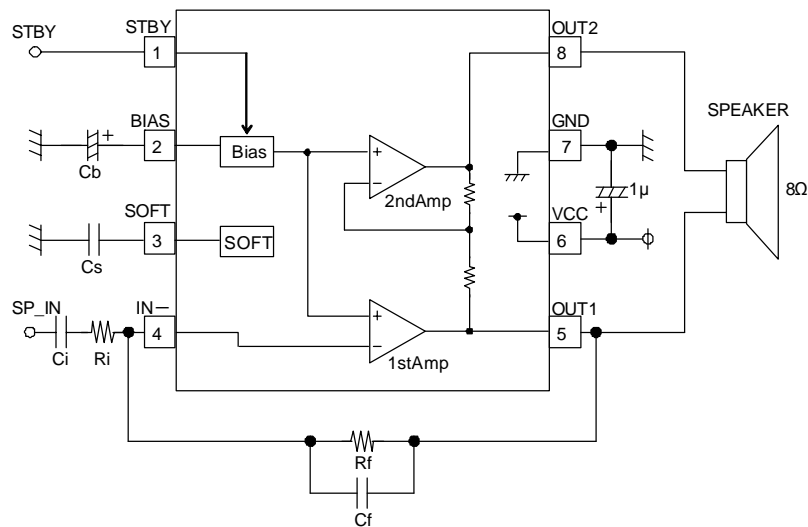 STBY
STBY
1
OUT2
8
SPEAKER
BIAS
2
+
Cb
Bias
+
−
2ndAmp
GND
7
1µ
+
8Ω
SOFT
3
Cs
SOFT
VCC
6
SP_IN
Ci
Ri
IN−
4
+
−
1stAmp
OUT1
5
Rf
Cf